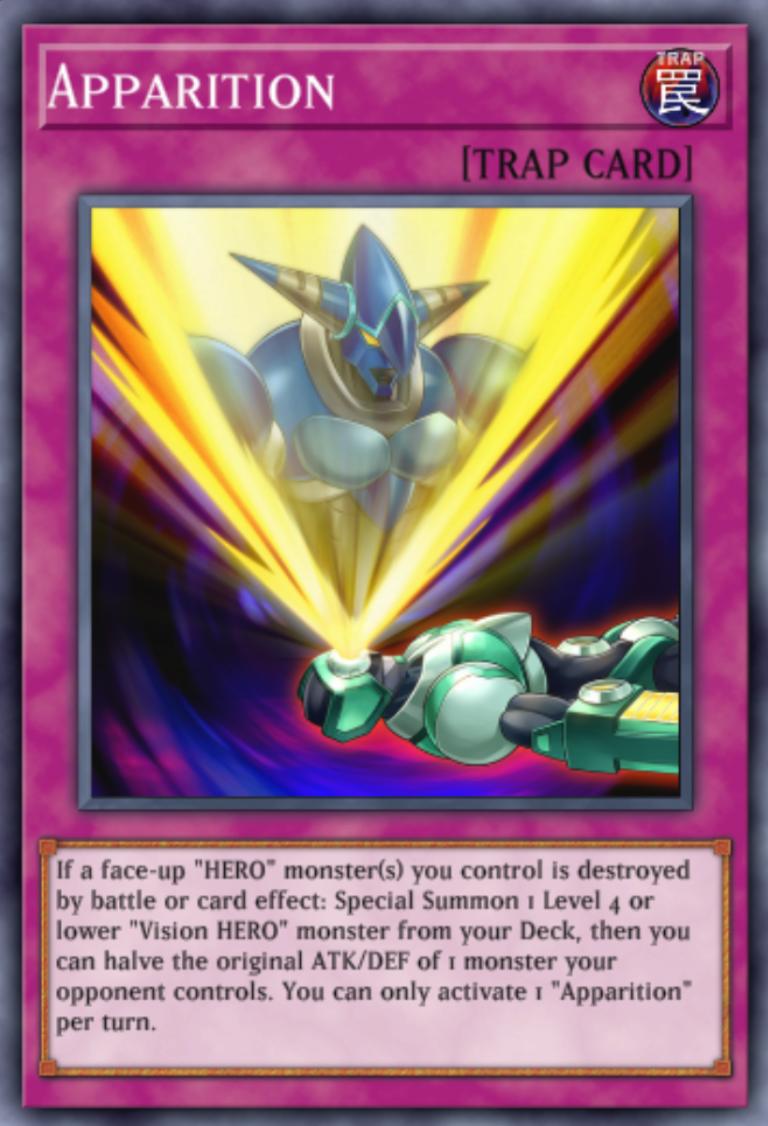 APPARITION
TRAP
罠
[TRAP CARD]
If a face-up "HERO" monster(s) you control is destroyed
by battle or card effect: Special Summon 1 Level 4 or
lower "Vision HERO" monster from your Deck, then you
can halve the original ATK/DEF of 1 monster your
opponent controls. You can only activate 1 "Apparition"
per turn.